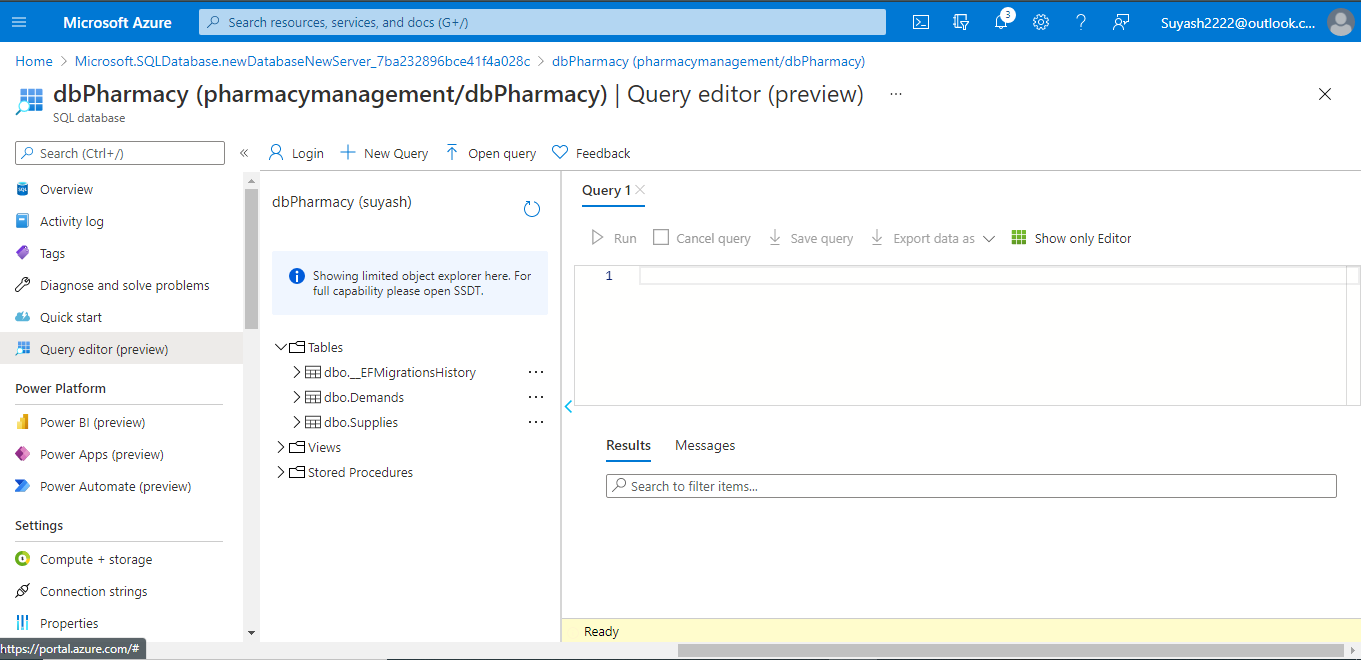 Microsoft Azure
Search resources, services, and docs (G+/)
3
Suyash2222@outlook.c...
Home > Microsoft.SQLDatabase.newDatabaseNewServer_7ba232896bce41f4a028c > dbPharmacy (pharmacymanagement/dbPharmacy)
dbPharmacy (pharmacymanagement/dbPharmacy) | Query editor (preview) ...
SQL database
Search (Ctrl+/)
«
Overview
Activity log
Tags
Diagnose and solve problems
Quick start
Query editor (preview)
Power Platform
Power BI (preview)
Power Apps (preview)
Power Automate (preview)
Settings
Compute + storage
Connection strings
Properties
https://portal.azure.com/#
Login
New Query
Open query
Feedback
dbPharmacy (suyash)
Showing limited object explorer here. For
full capability please open SSDT.
Tables
dbo.__EFMigrationsHistory ...
dbo.Demands ...
dbo.Supplies ...
Views
Stored Procedures
Query 1
Run
Cancel query
Save query
Export data as
Show only Editor
1
Results
Messages
Search to filter items...
Ready